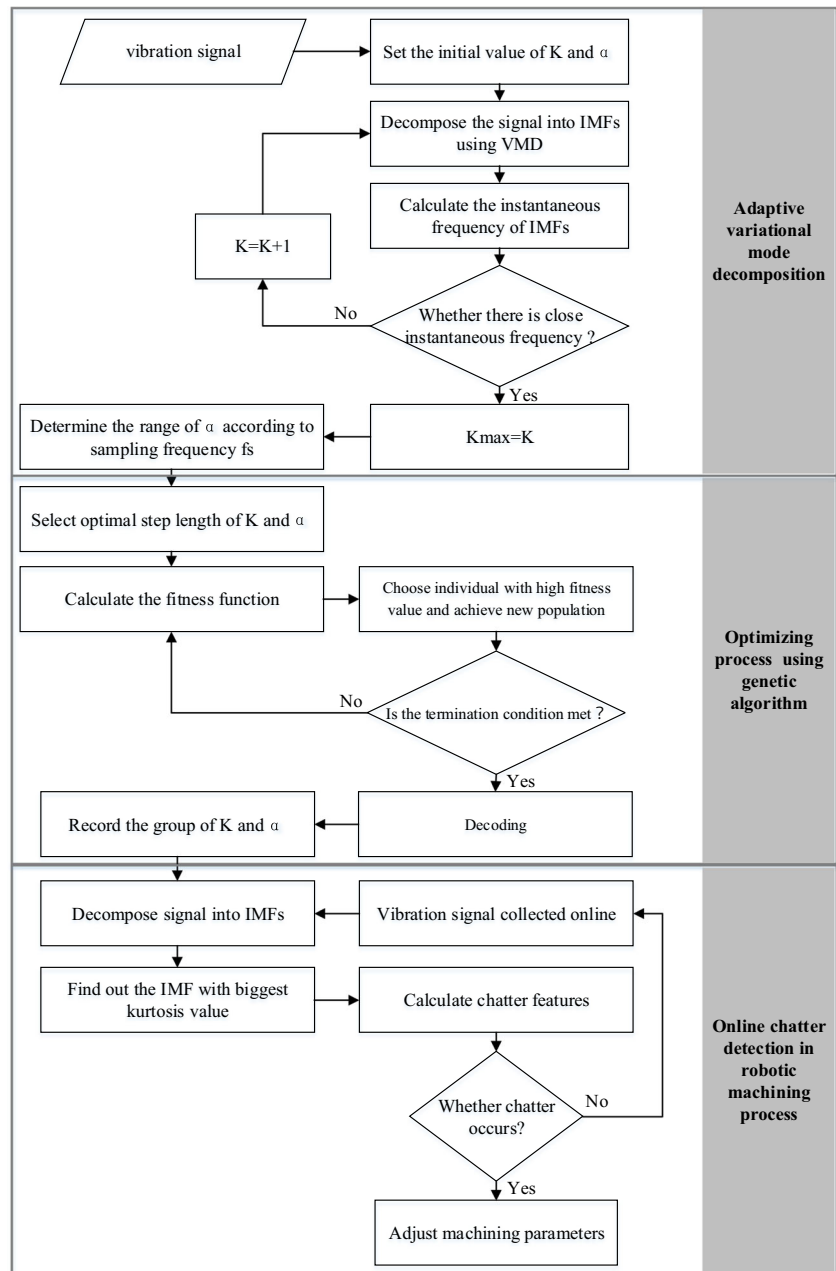 vibration signal
Set the initial value of K and α
Decompose the signal into IMFs
using VMD
Calculate the instantaneous
frequency of IMFs
K=K+1
Whether there is close
instantaneous frequency?
No
Yes
Kmax=K
Determine the range of α according to
sampling frequency fs
Adaptive
variational
mode
decomposition
Select optimal step length of K and α
Calculate the fitness function
Choose individual with high fitness
value and achieve new population
Is the termination condition met?
No
Yes
Decoding
Record the group of K and α
Optimizing
process using
genetic
algorithm
Decompose signal into IMFs
Vibration signal collected online
Find out the IMF with biggest
kurtosis value
Calculate chatter features
Whether chatter
occurs?
No
Yes
Adjust machining parameters
Online chatter
detection in
robotic
machining
process